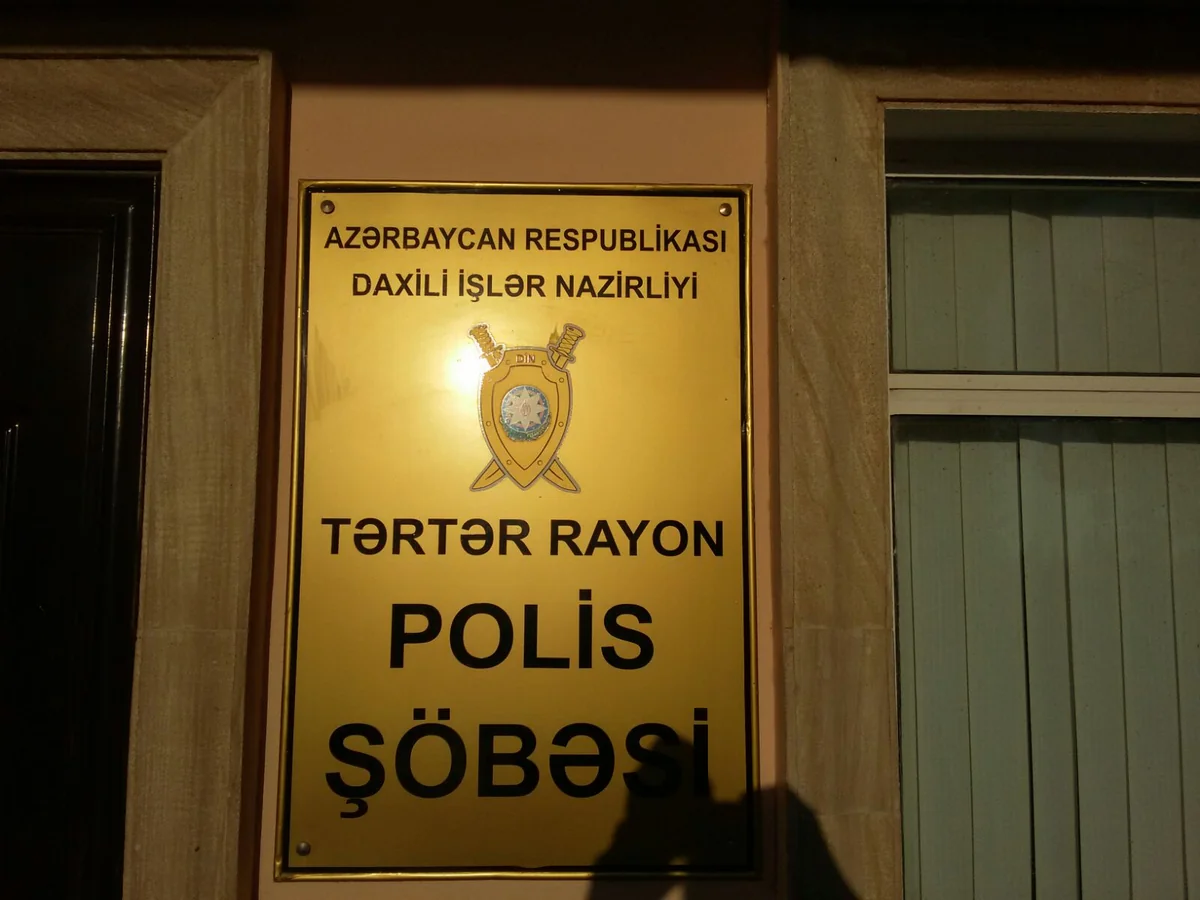 AZƏRBAYCAN RESPUBLİKASI
DAXİLİ İŞLƏR NAZİRLİYİ
DİN
TƏRTƏR RAYON
POLİS
ŞÖBƏSİ